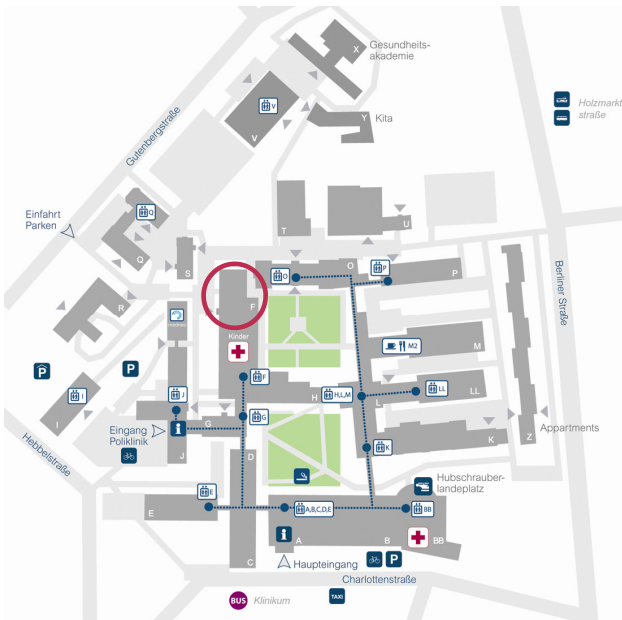 X
Gesundheits-
akademie
V
V
Y
Kita
Holzmarkt
straße
Gutenbergstraße
Einfahrt
Parken
Q
Q
S
T
U
O
O
P
P
R
F
Kinder
M2
M
Berliner Straße
P
P
I
I
J
F
H
H,L,M
L
LL
LL
Eingang
Poliklinik
i
G
G
J
D
K
K
Z
Appartments
Hebbelstraße
Hubschrauber-
landeplatz
E
E
A,B,C,D,E
BB
i
A
B
BB
C
Haupteingang
P
Charlottenstraße
BUS
Klinikum
TAXI